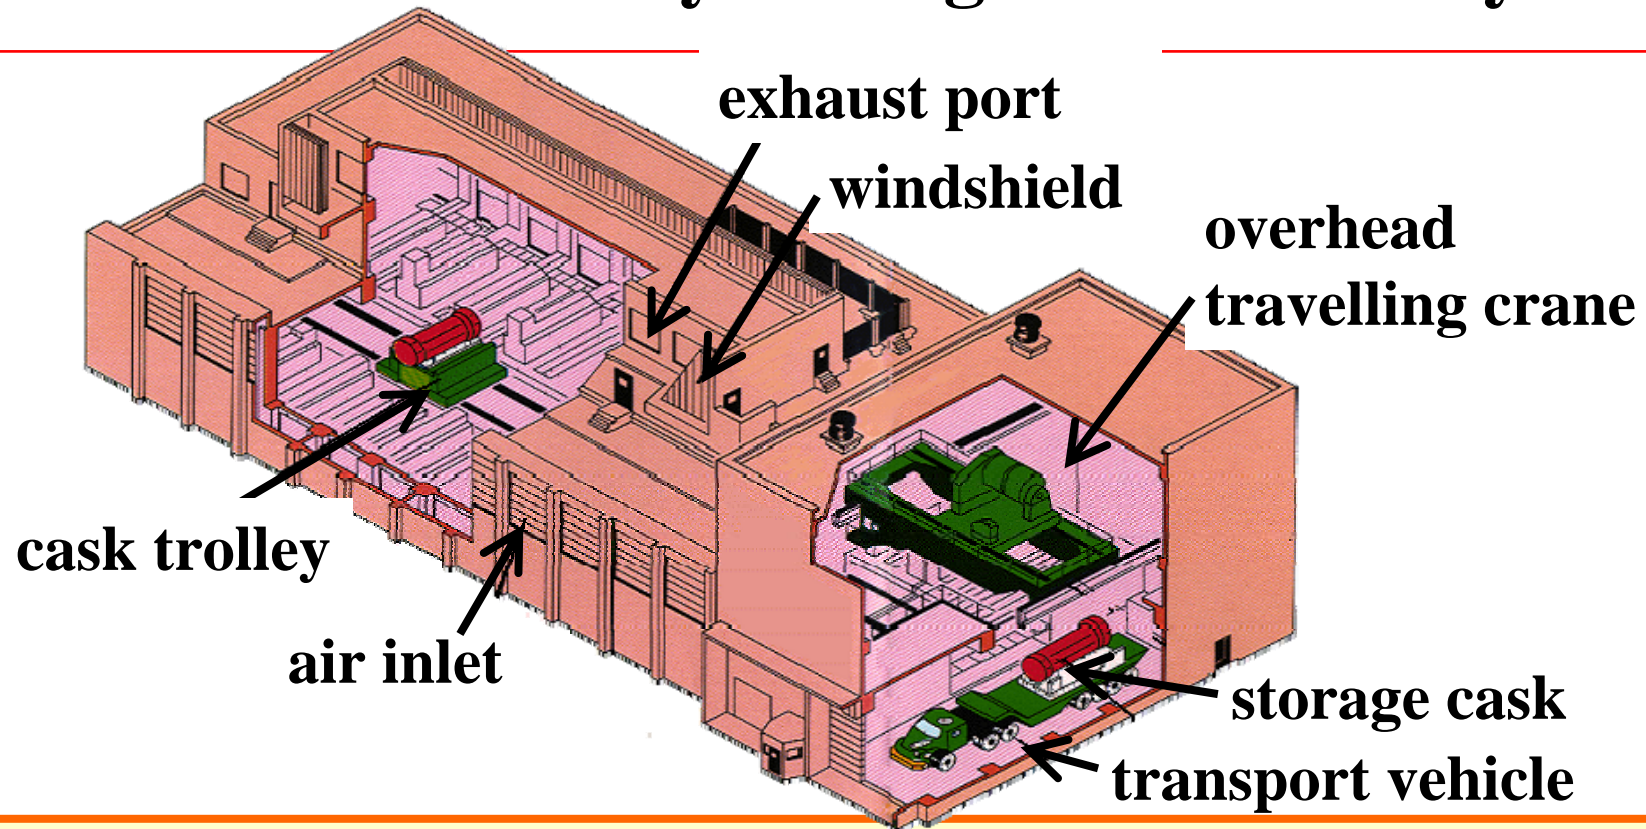 exhaust port
windshield
overhead
travelling crane
cask trolley
air inlet
storage cask
transport vehicle